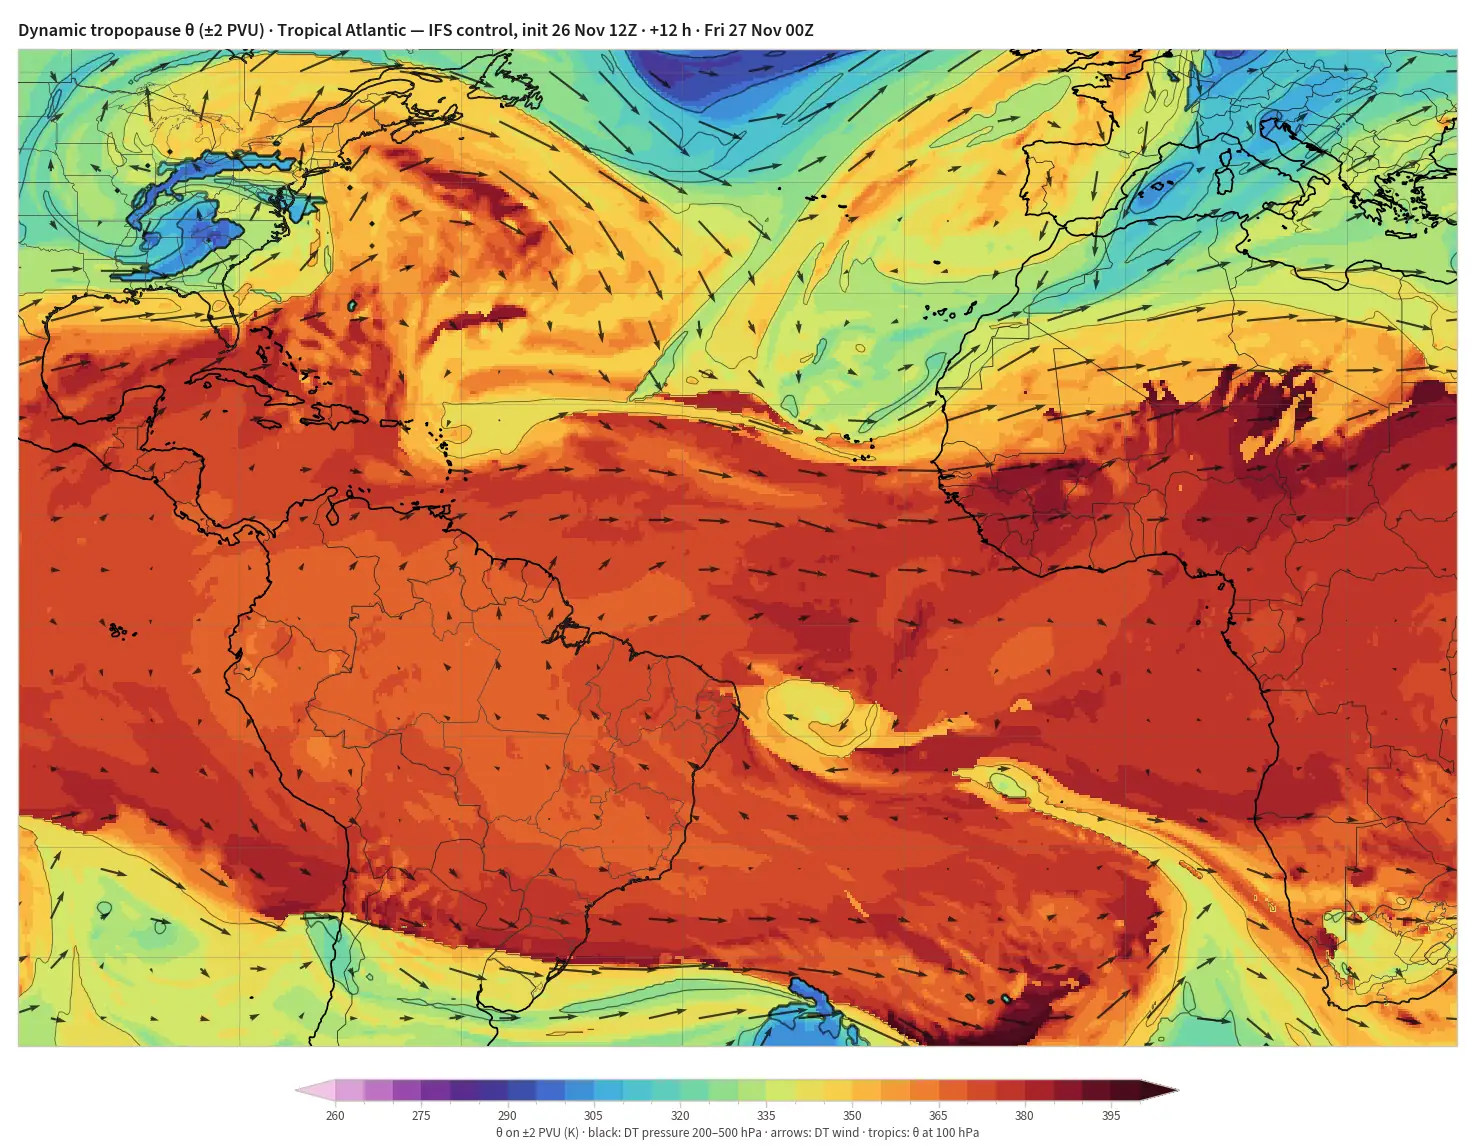 Dynamic tropopause θ (±2 PVU) · Tropical Atlantic — IFS control, init 26 Nov 12Z · +12 h · Fri 27 Nov 00Z
260 275 290 305 320 335 350 365 380 395
θ on ±2 PVU (K) · black: DT pressure 200–500 hPa · arrows: DT wind · tropics: θ at 100 hPa